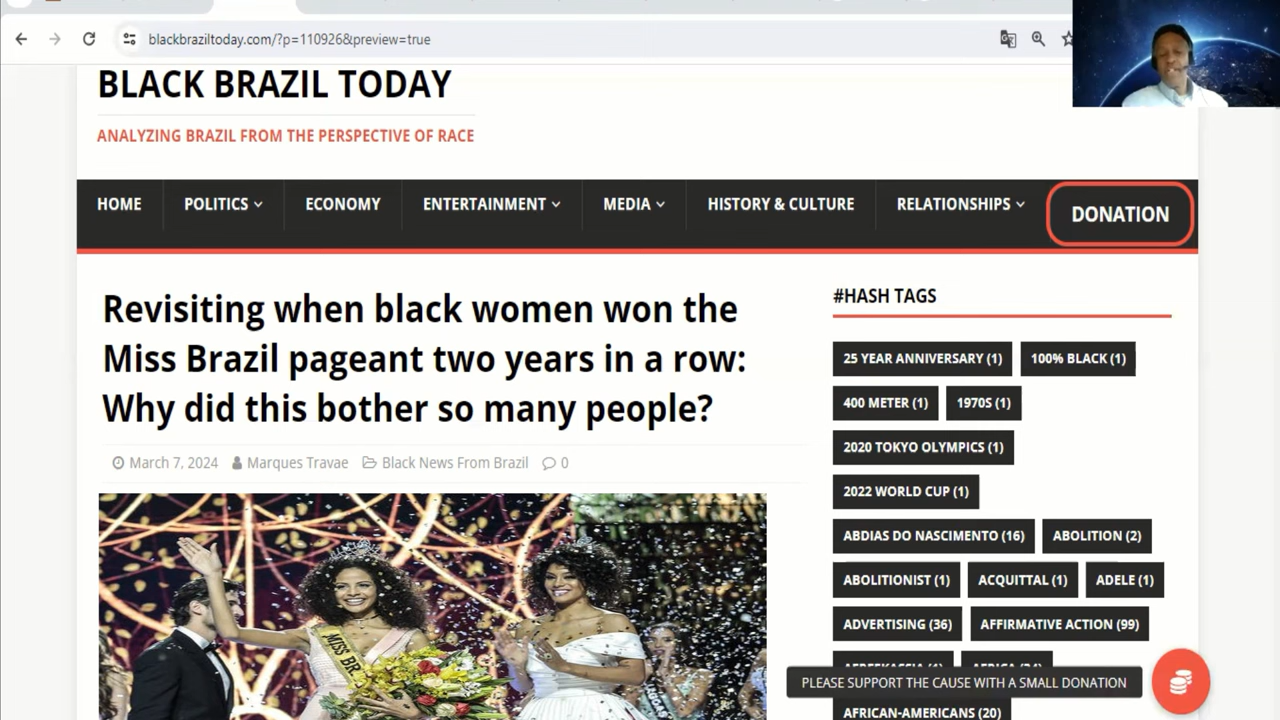 blackbraziltoday.com/?p=110926&preview=true
BLACK BRAZIL TODAY
ANALYZING BRAZIL FROM THE PERSPECTIVE OF RACE
HOME POLITICS ECONOMY ENTERTAINMENT MEDIA HISTORY & CULTURE RELATIONSHIPS DONATION
Revisiting when black women won the
Miss Brazil pageant two years in a row:
Why did this bother so many people?
March 7, 2024 Marques Travae Black News From Brazil 0
MISS BR
#HASH TAGS
25 YEAR ANNIVERSARY (1) 100% BLACK (1)
400 METER (1) 1970S (1)
2020 TOKYO OLYMPICS (1)
2022 WORLD CUP (1)
ABDIAS DO NASCIMENTO (16) ABOLITION (2)
ABOLITIONIST (1) ACQUITTAL (1) ADELE (1)
ADVERTISING (36) AFFIRMATIVE ACTION (99)
PLEASE SUPPORT THE CAUSE WITH A SMALL DONATION
AFRICAN-AMERICANS (20)